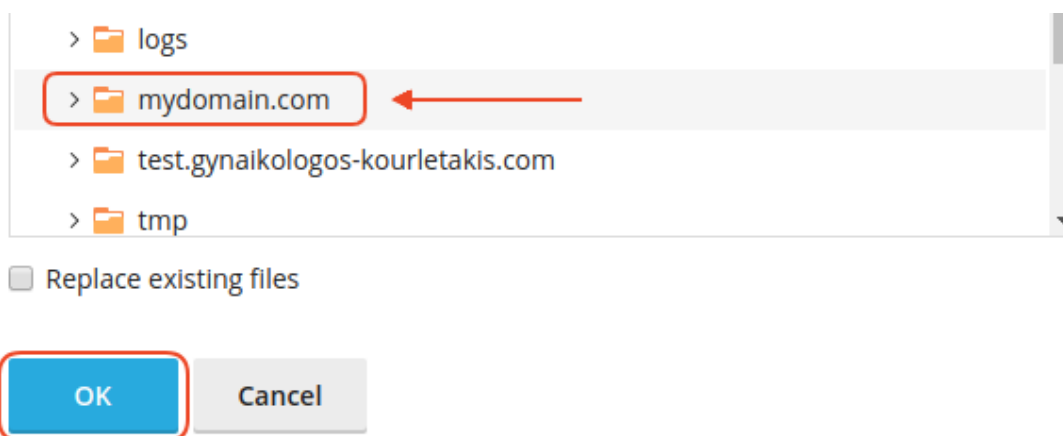 logs
mydomain.com
test.gynaikologos-kourletakis.com
tmp
Replace existing files
OK
Cancel